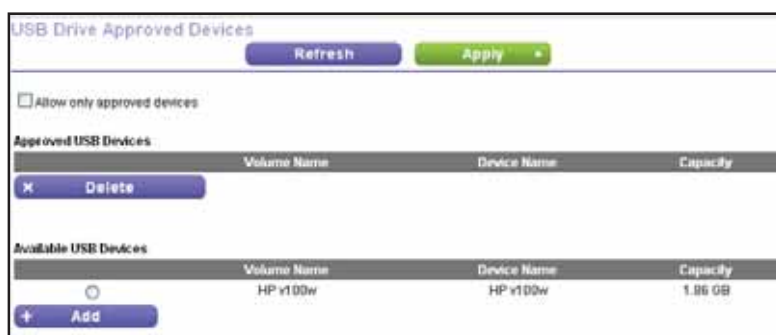 USB Drive Approved Devices
Refresh Apply
Allow only approved devices
Approved USB Devices
Volume Name Device Name Capacity
Delete
Available USB Devices
Volume Name Device Name Capacity
HP v100w HP v100w 1.86 GB
+ Add